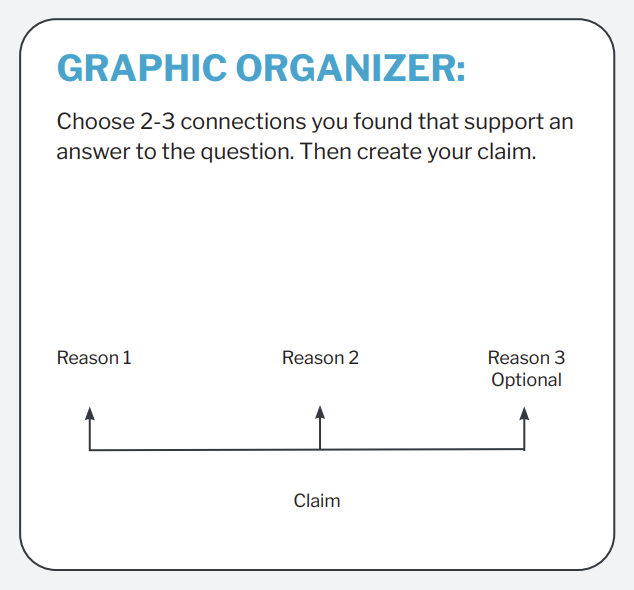 GRAPHIC ORGANIZER:
Choose 2-3 connections you found that support an
answer to the question. Then create your claim.
Reason 1
Reason 2
Reason 3
Optional
Claim